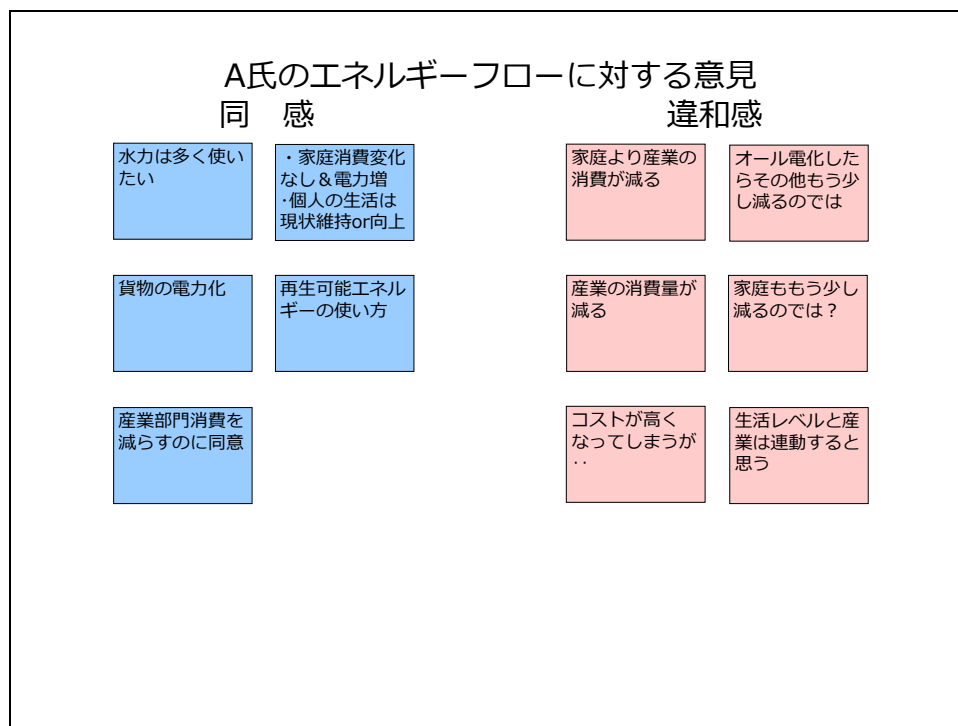 A氏のエネルギーフローに対する意見
同　感
違和感
水力は多く使い
たい
・家庭消費変化
なし＆電力増
･個人の生活は
現状維持or向上
家庭より産業の
消費が減る
オール電化した
らその他もう少
し減るのでは
貨物の電力化
再生可能エネル
ギーの使い方
産業の消費量が
減る
家庭ももう少し
減るのでは？
産業部門消費を
減らすのに同意
コストが高く
なってしまうが
‥
生活レベルと産
業は連動すると
思う